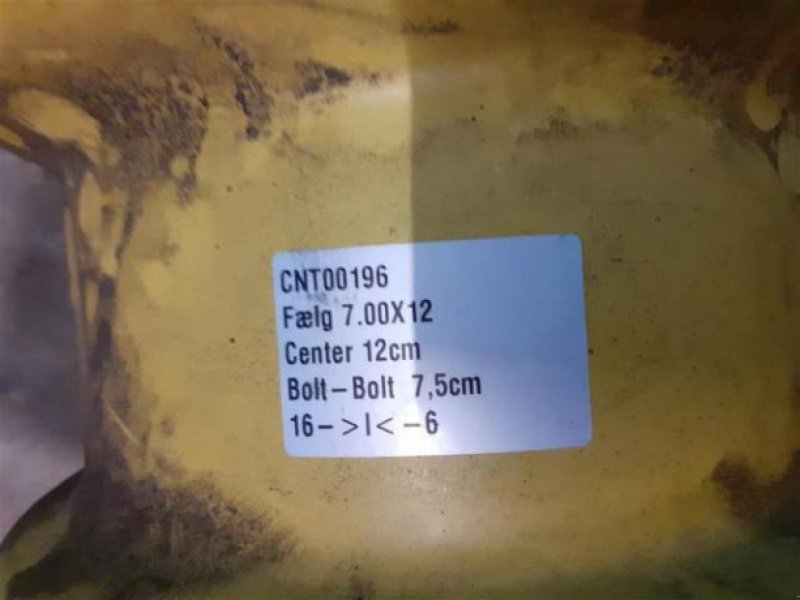 CNT00196
Fælg 7.00X12
Center 12cm
Bolt-Bolt 7,5cm
16- >I< -6